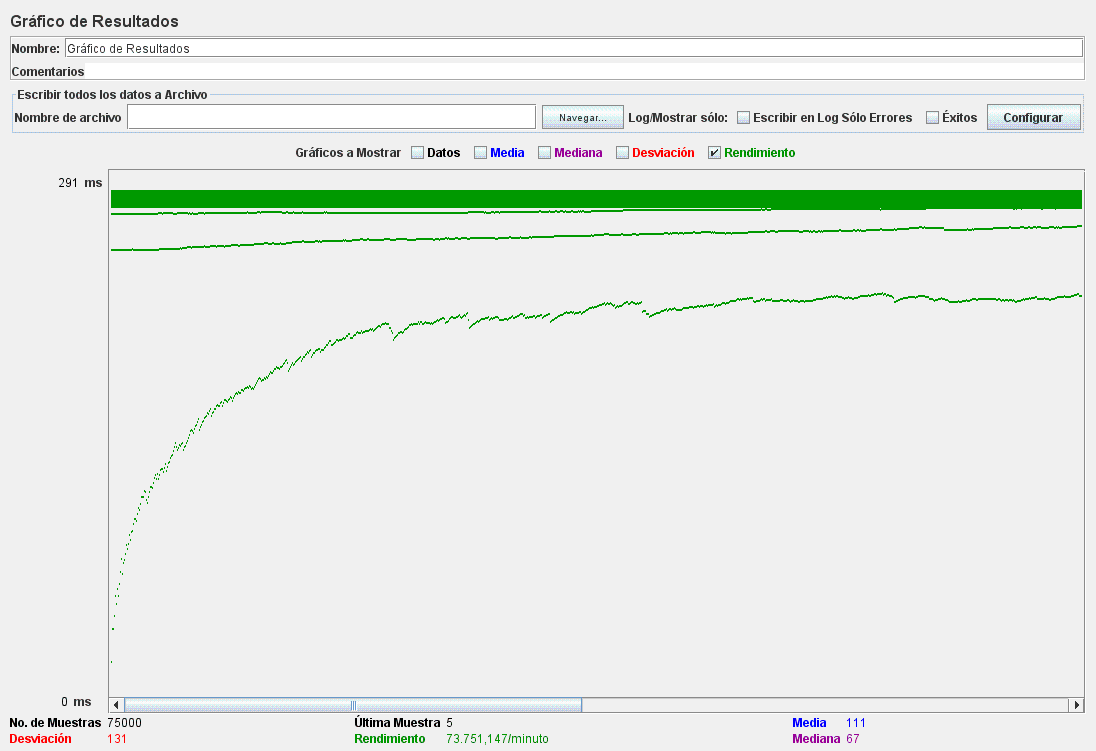 Gráfico de Resultados
Nombre: Gráfico de Resultados
Comentarios
Escribir todos los datos a Archivo
Nombre de archivo Navegar... Log/Mostrar sólo: Escribir en Log Sólo Errores Éxitos Configurar
Gráficos a Mostrar Datos Media Mediana Desviación Rendimiento
291 ms
0 ms
No. de Muestras 75000 Última Muestra 5 Media 111
Desviación 131 Rendimiento 73.751,147/minuto Mediana 67